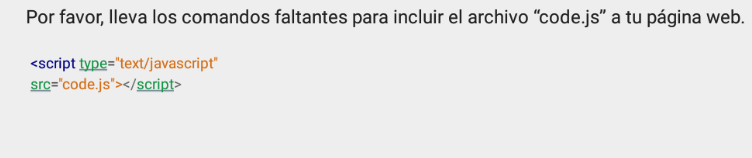 Por favor, lleva los comandos faltantes para incluir el archivo “code.js” a tu página web.
<script type="text/javascript"
src="code.js"></script>